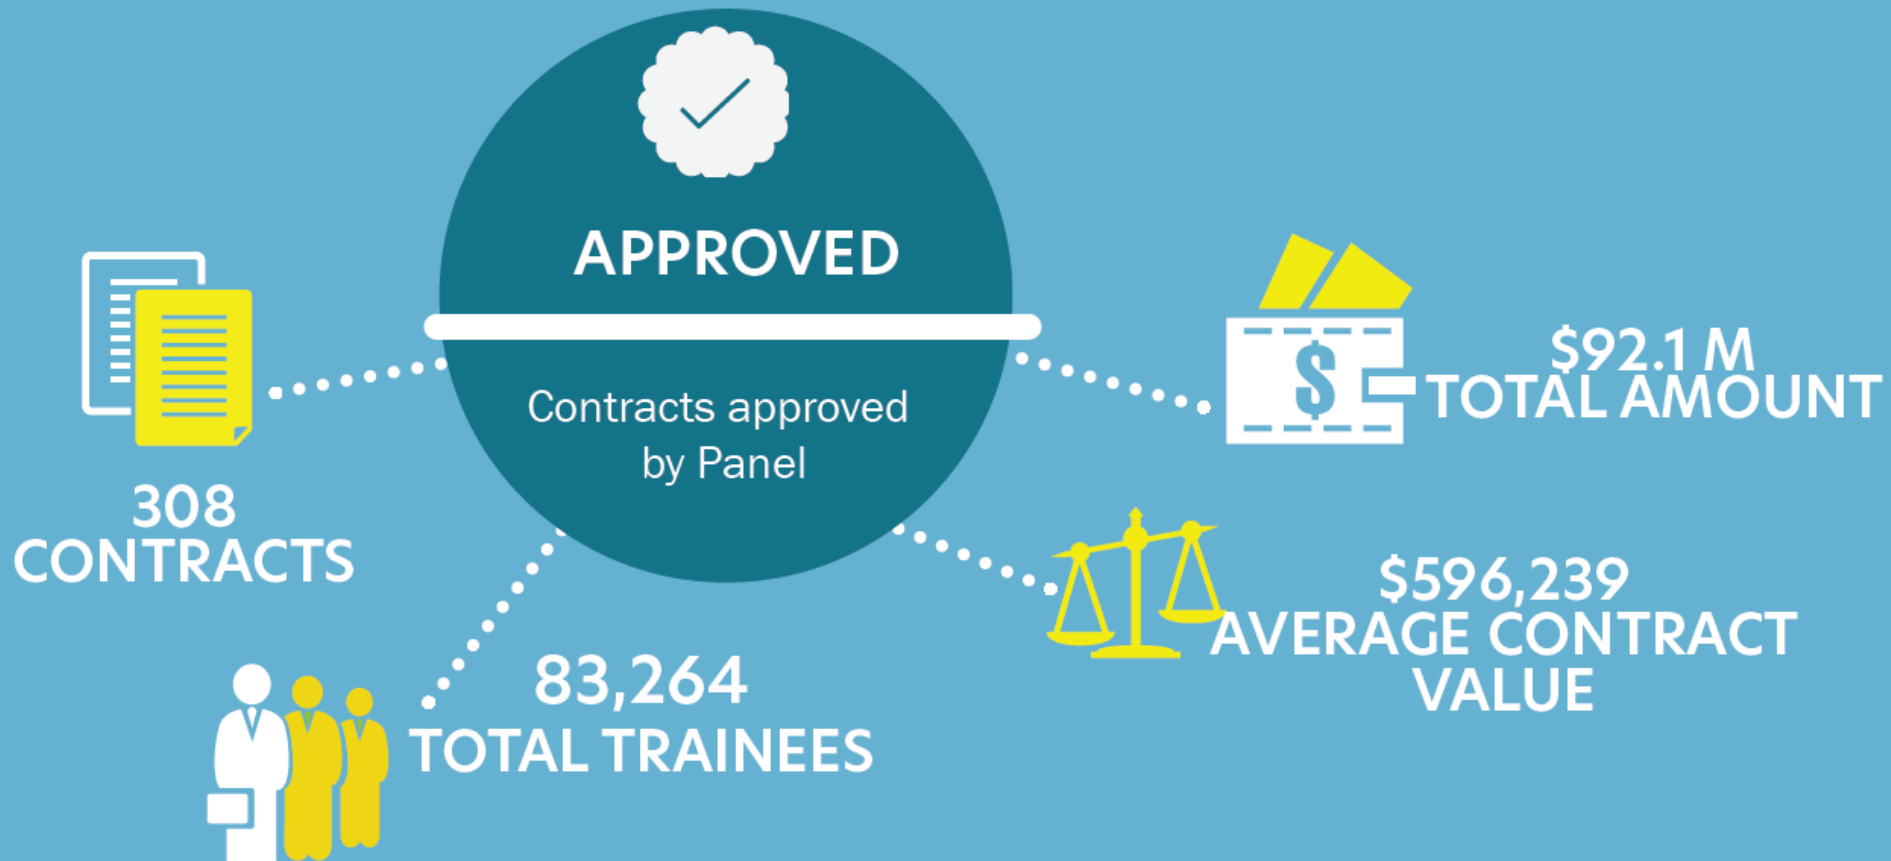 APPROVED
Contracts approved
by Panel
308
CONTRACTS
83,264
TOTAL TRAINEES
$92.1 M
TOTAL AMOUNT
$
$596,239
AVERAGE CONTRACT
VALUE